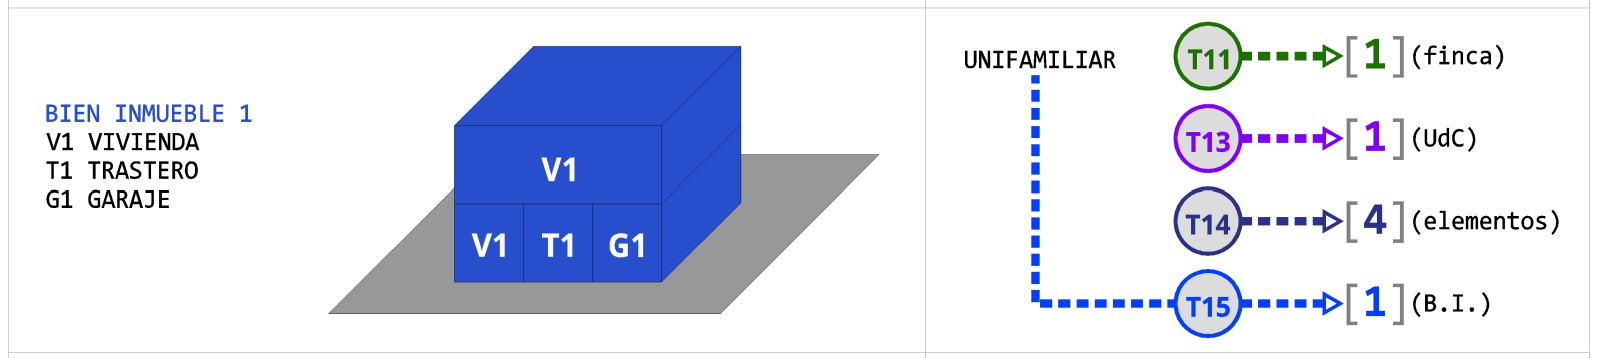 BIEN INMUEBLE 1
V1 VIVIENDA
T1 TRASTERO
G1 GARAJE
V1
V1 T1 G1
UNIFAMILIAR
T11 [1] (finca)
T13 [1] (UdC)
T14 [4] (elementos)
T15 [1] (B.I.)